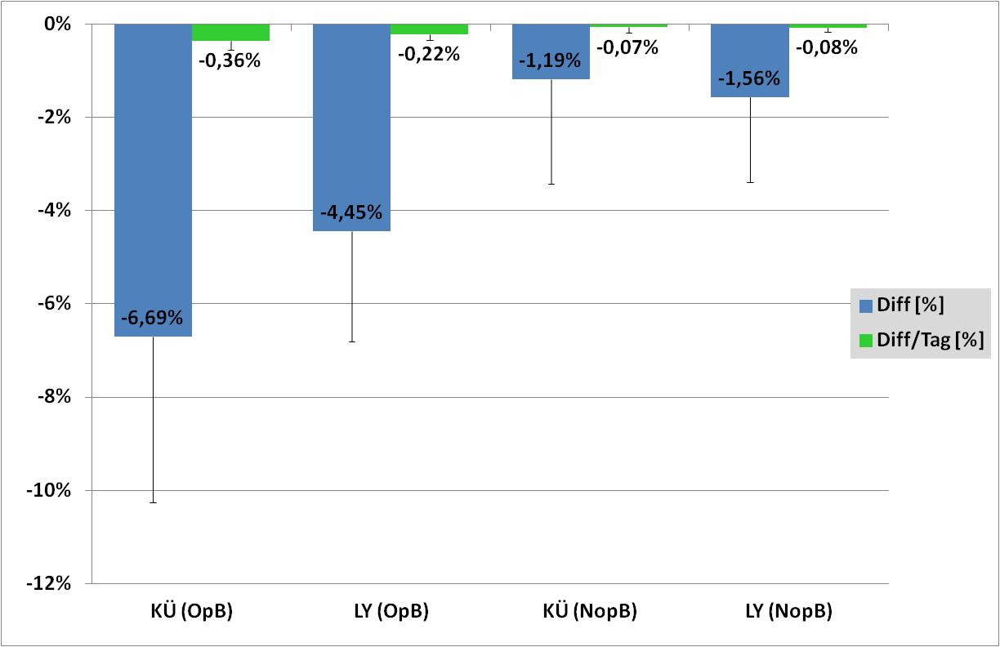 0%
-2%
-4%
-6%
-8%
-10%
-12%
-6,69%
-0,36%
-4,45%
-0,22%
-1,19%
-0,07%
-1,56%
-0,08%
Diff [%]
Diff/Tag [%]
KÜ (OpB)
LY (OpB)
KÜ (NopB)
LY (NopB)